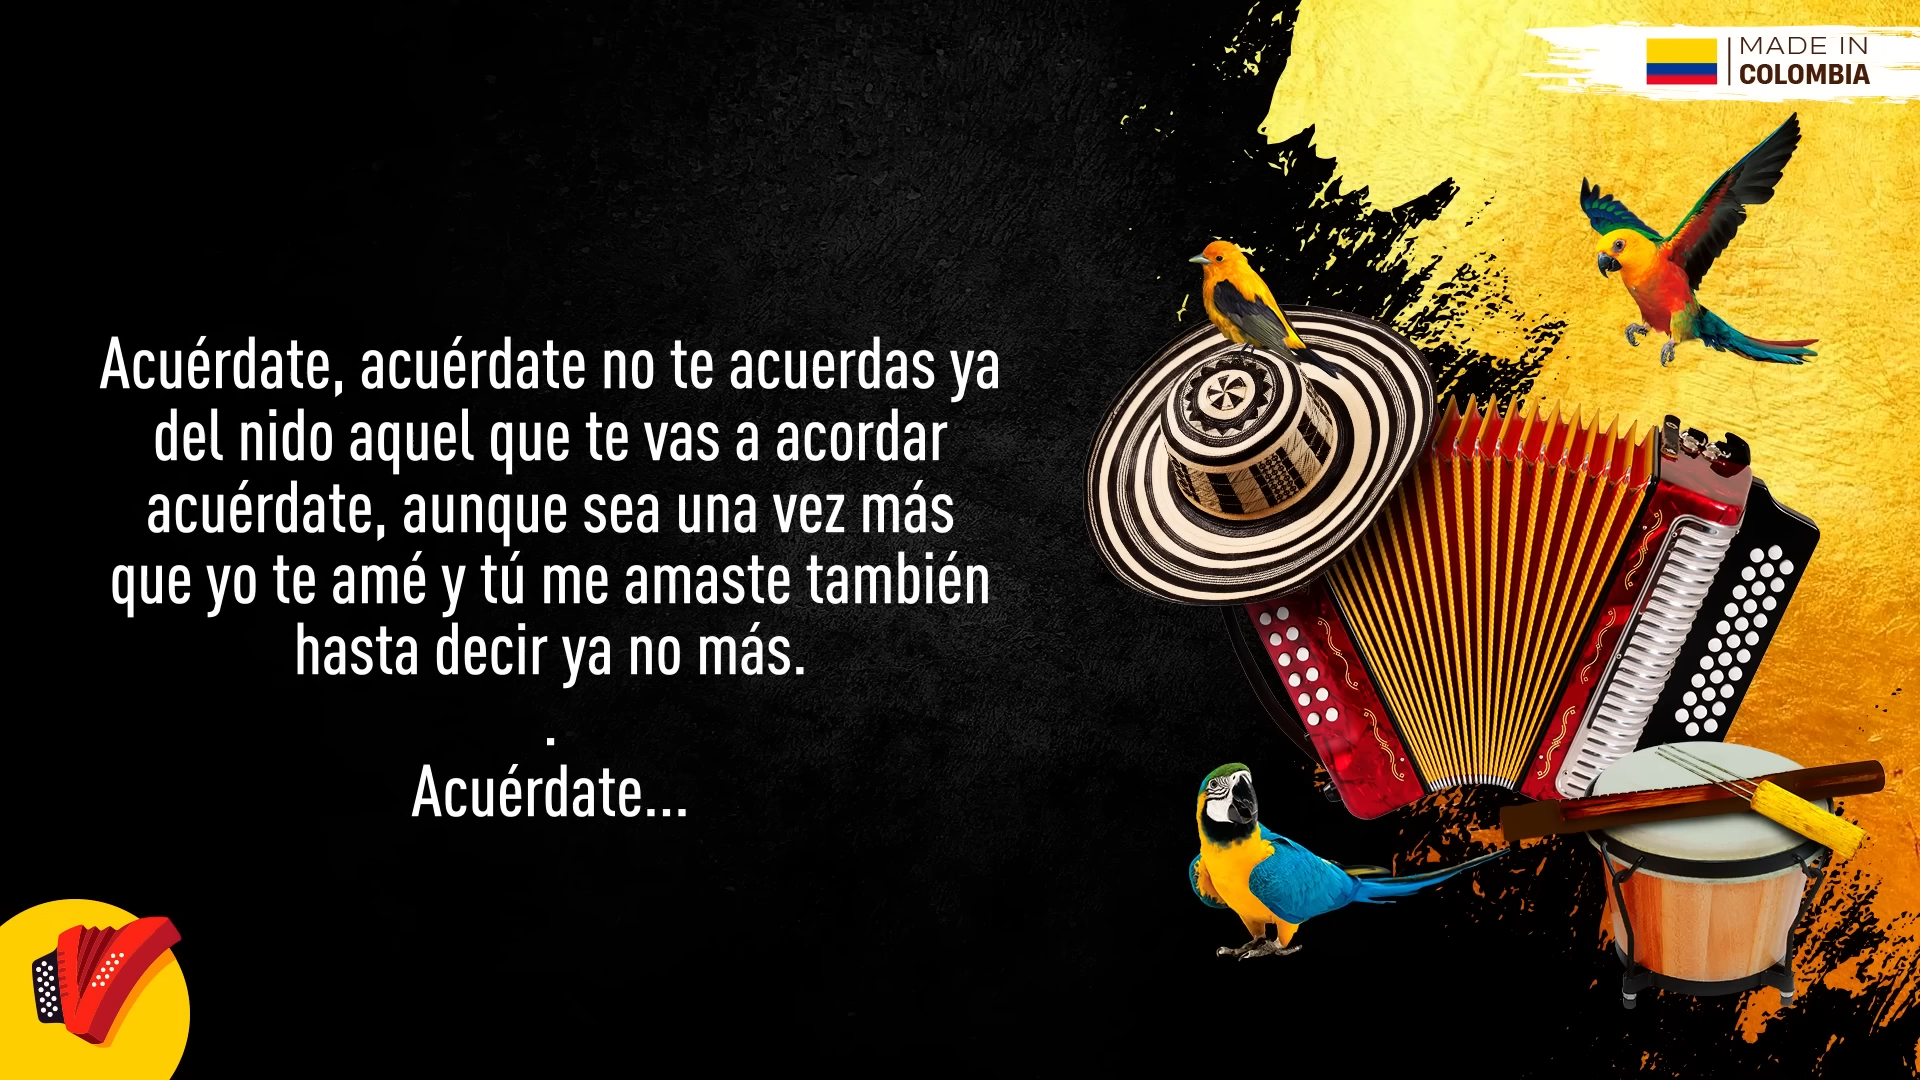 MADE IN
COLOMBIA
Acuérdate, acuérdate no te acuerdas ya
del nido aquel que te vas a acordar
acuérdate, aunque sea una vez más
que yo te amé y tú me amaste también
hasta decir ya no más.
.
Acuérdate...